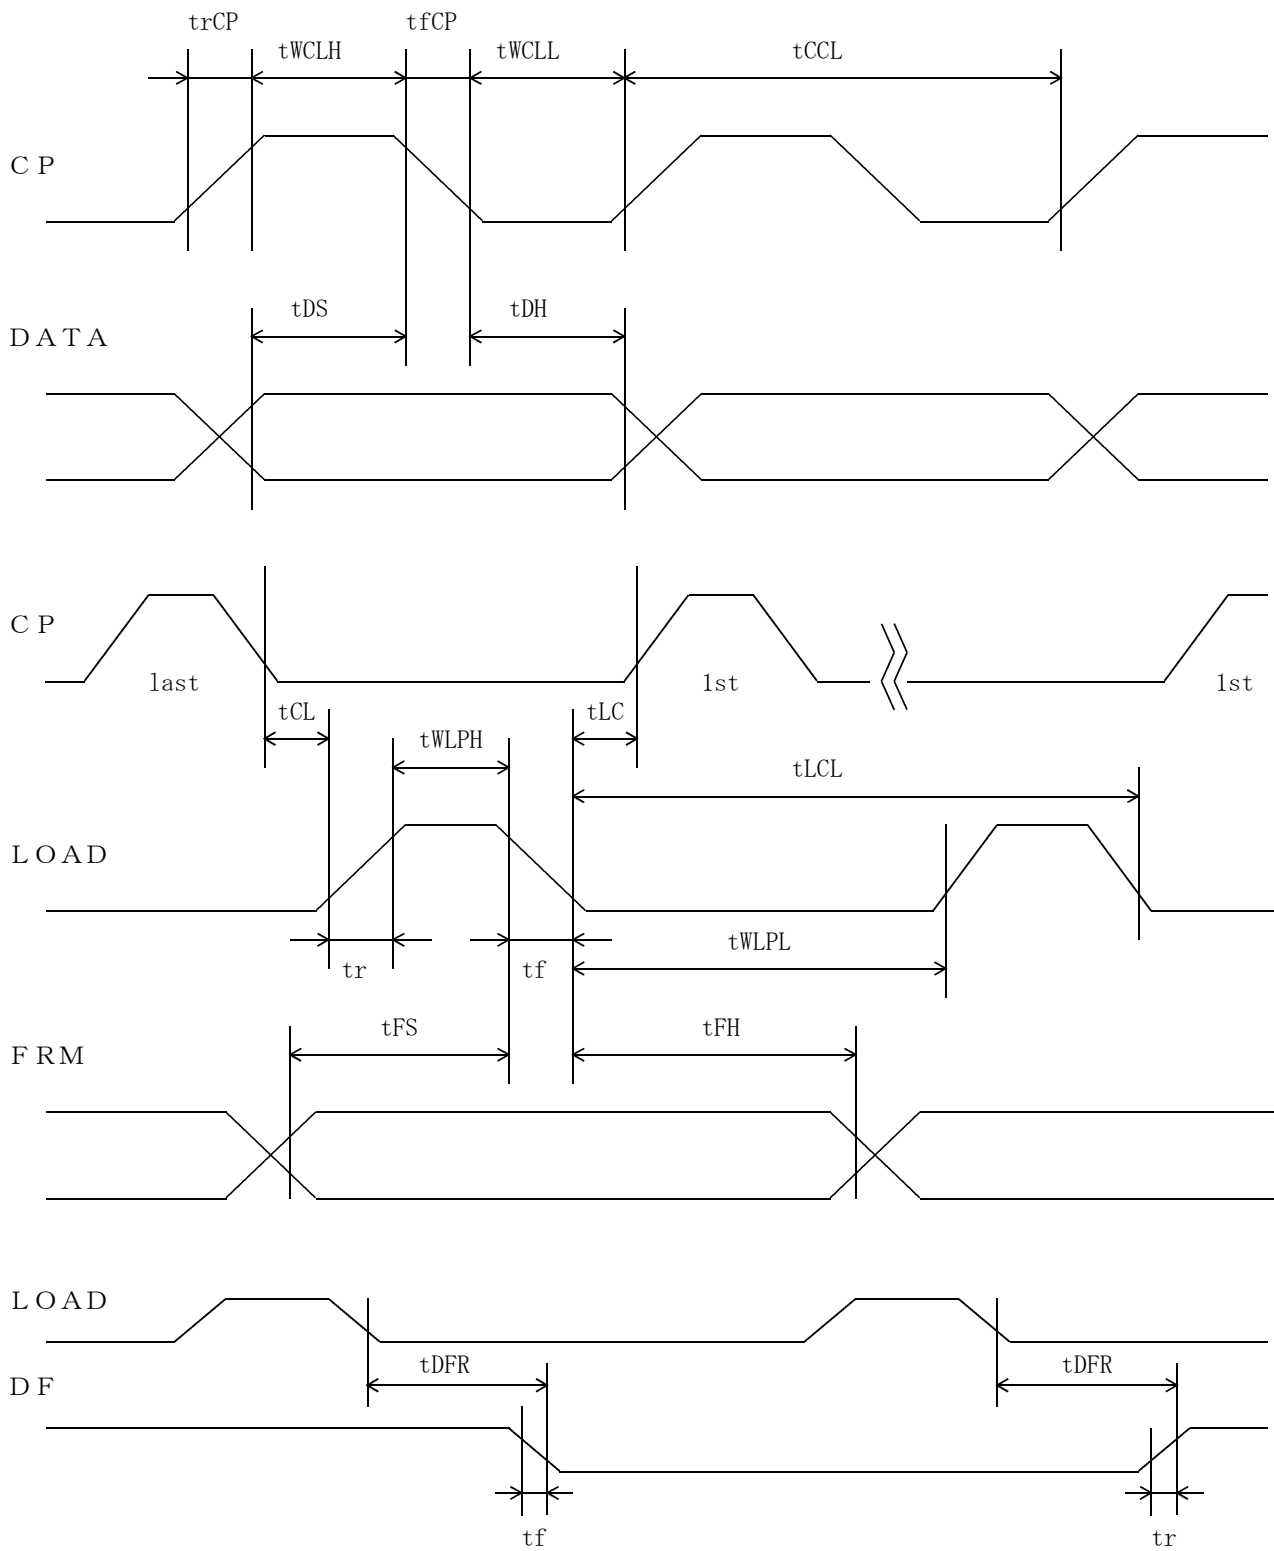 trCP tfCP
tWCLH tWCLL tCCL
CP
tDS tDH
DATA
CP
last 1st 1st
tCL tLC
tWLPH
tLCL
LOAD
tWLPL
tr tf
tFS tFH
FRM
LOAD
tDFR tDFR
DF
tf tr